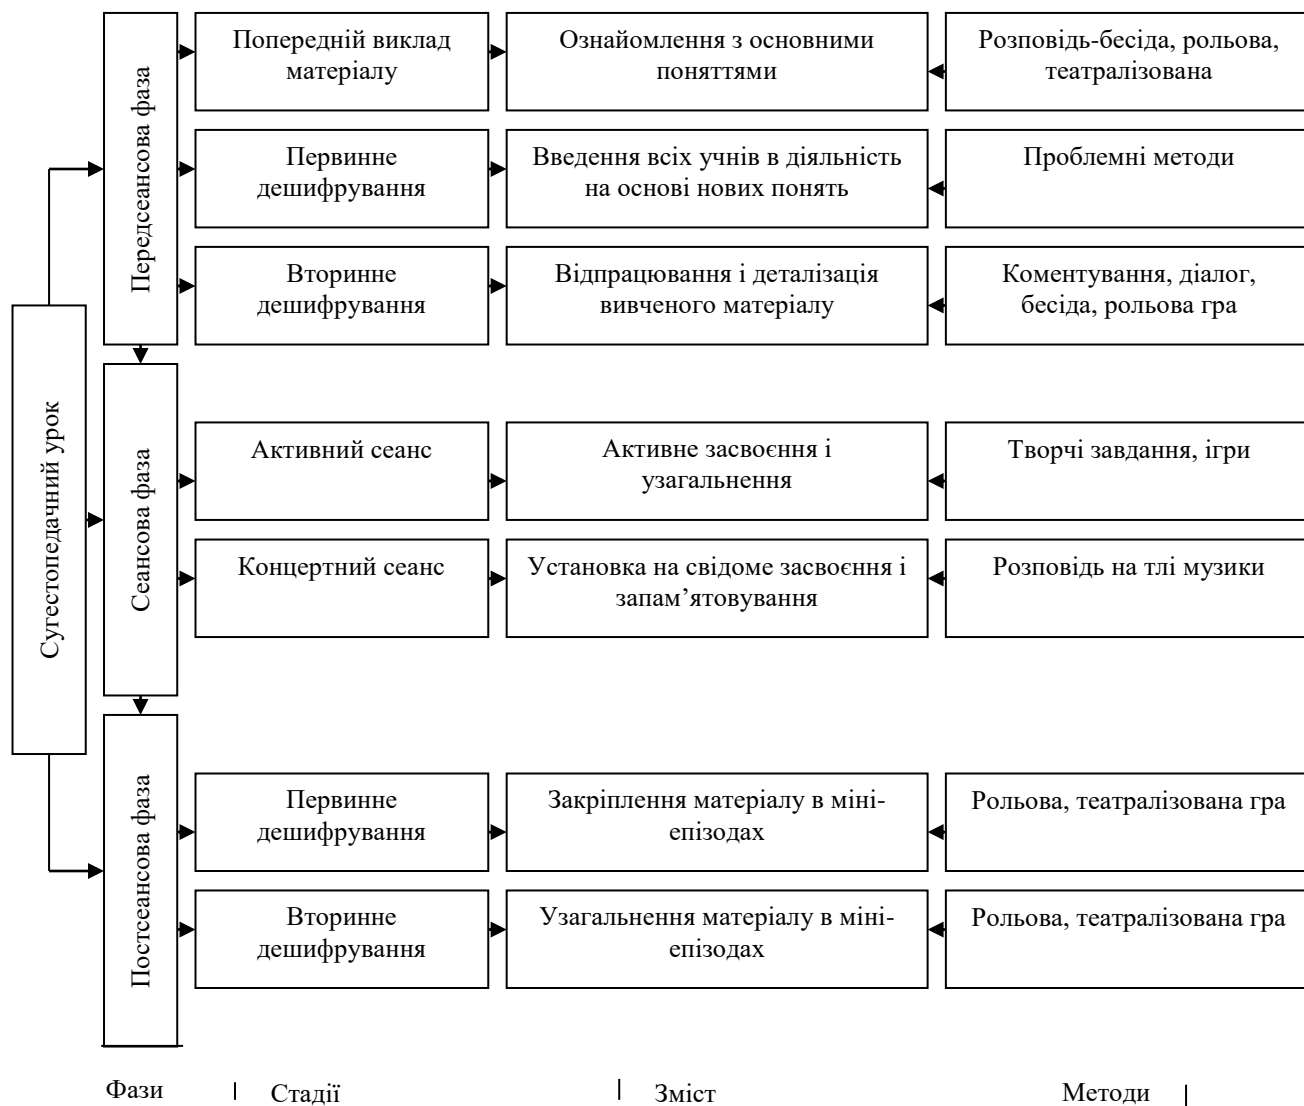 Сугестопедачний урок
Передсеансова фаза
Попередній виклад
матеріалу
Ознайомлення з основними
поняттями
Розповідь-бесіда, рольова,
театралізована
Первинне
дешифрування
Введення всіх учнів в діяльність
на основі нових понять
Проблемні методи
Вторинне
дешифрування
Відпрацювання і деталізація
вивченого матеріалу
Коментування, діалог,
бесіда, рольова гра
Сеансова фаза
Активний сеанс
Активне засвоєння і
узагальнення
Творчі завдання, ігри
Концертний сеанс
Установка на свідоме засвоєння і
запам’ятовування
Розповідь на тлі музики
Постсеансова фаза
Первинне
дешифрування
Закріплення матеріалу в міні-
епізодах
Рольова, театралізована гра
Вторинне
дешифрування
Узагальнення матеріалу в міні-
епізодах
Рольова, театралізована гра
Фази | Стадії | Зміст Методи |